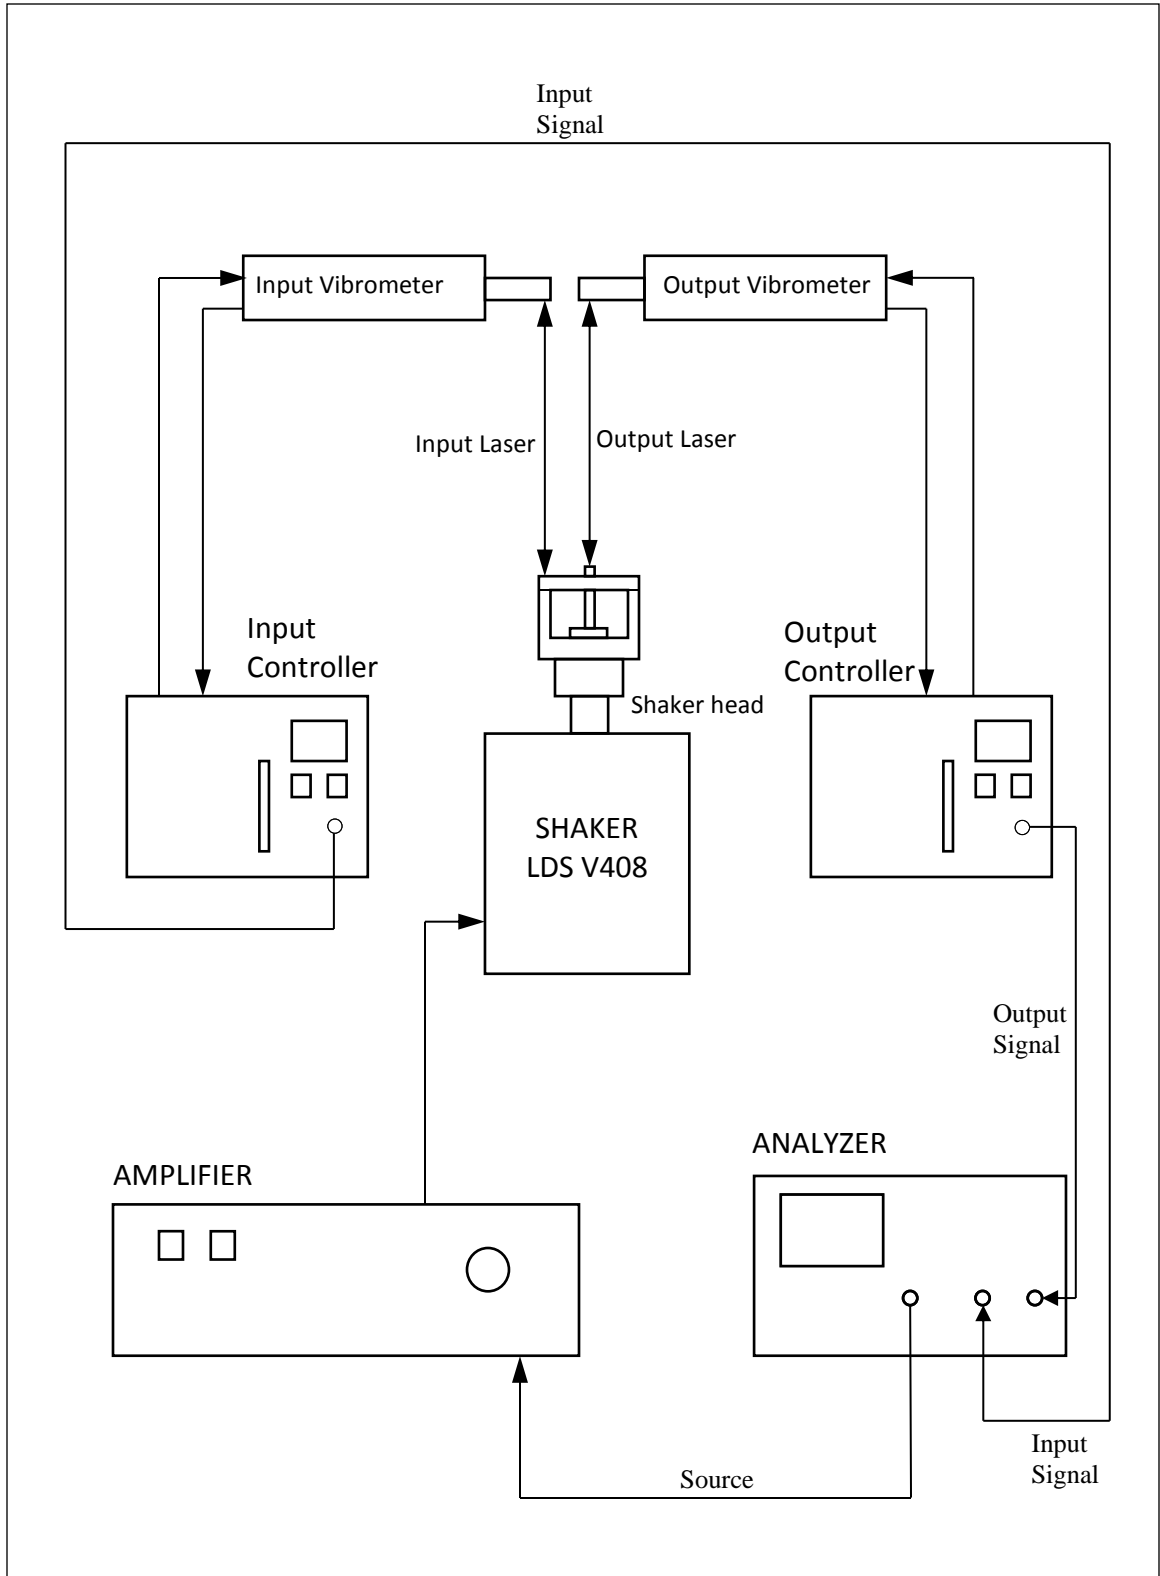 Input
Signal
Input Vibrometer
Output Vibrometer
Input Laser
Output Laser
Input
Controller
Output
Controller
Shaker head
SHAKER
LDS V408
Output
Signal
ANALYZER
AMPLIFIER
Input
Signal
Source